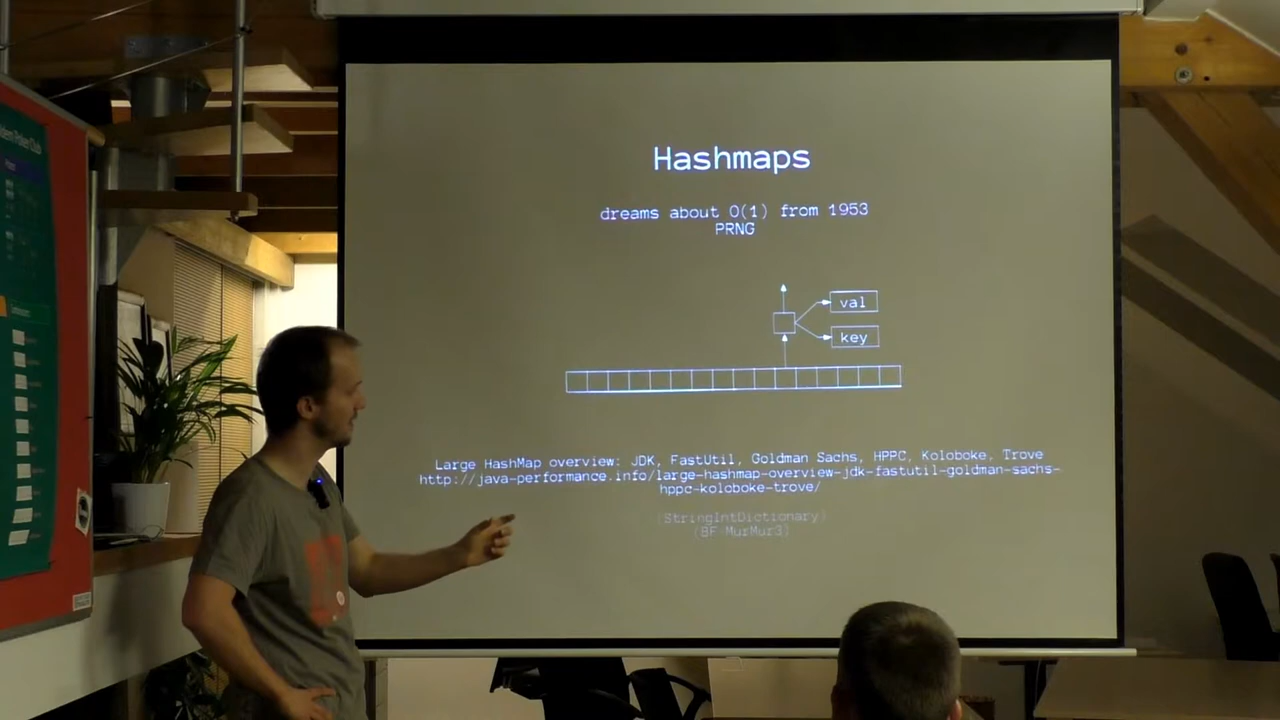 Hashmaps
dreams about O(1) from 1953
PRNG
val
key
Large HashMap overview: JDK, FastUtil, Goldman Sachs, HPPC, Koloboke, Trove
http://java-performance.info/large-hashmap-overview-jdk-fastutil-goldman-sachs-
hppc-koloboke-trove/
(StringIntDictionary)
(BF-MurMur3)